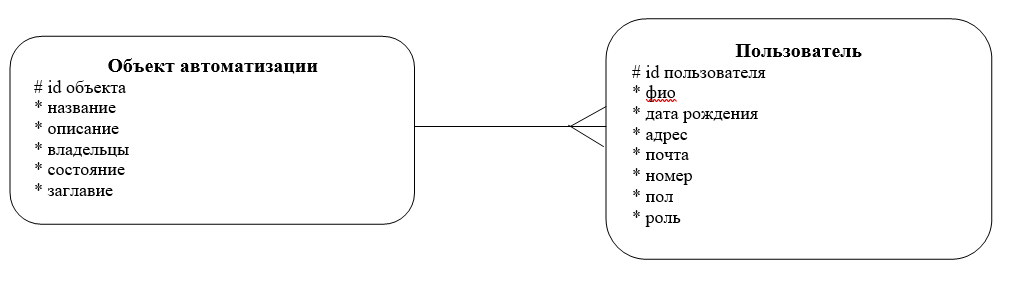 Объект автоматизации
# id объекта
* название
* описание
* владельцы
* состояние
* заглавие
Пользователь
# id пользователя
* фио
* дата рождения
* адрес
* почта
* номер
* пол
* роль